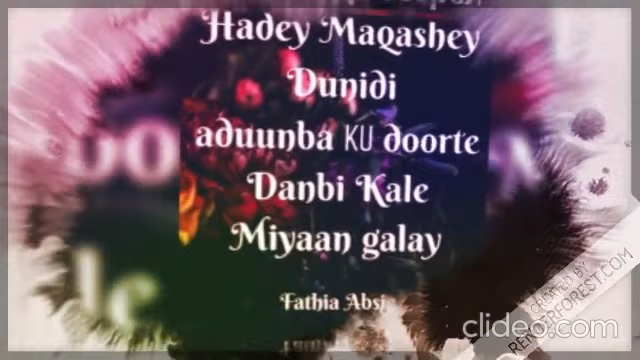 Hadey Maqashey
Dunidi
aduunba KU doorte
Danbi Kale
Miyaan galay
Fathia Absi
CREATED BY
RENDERFOREST.COM
clideo.com